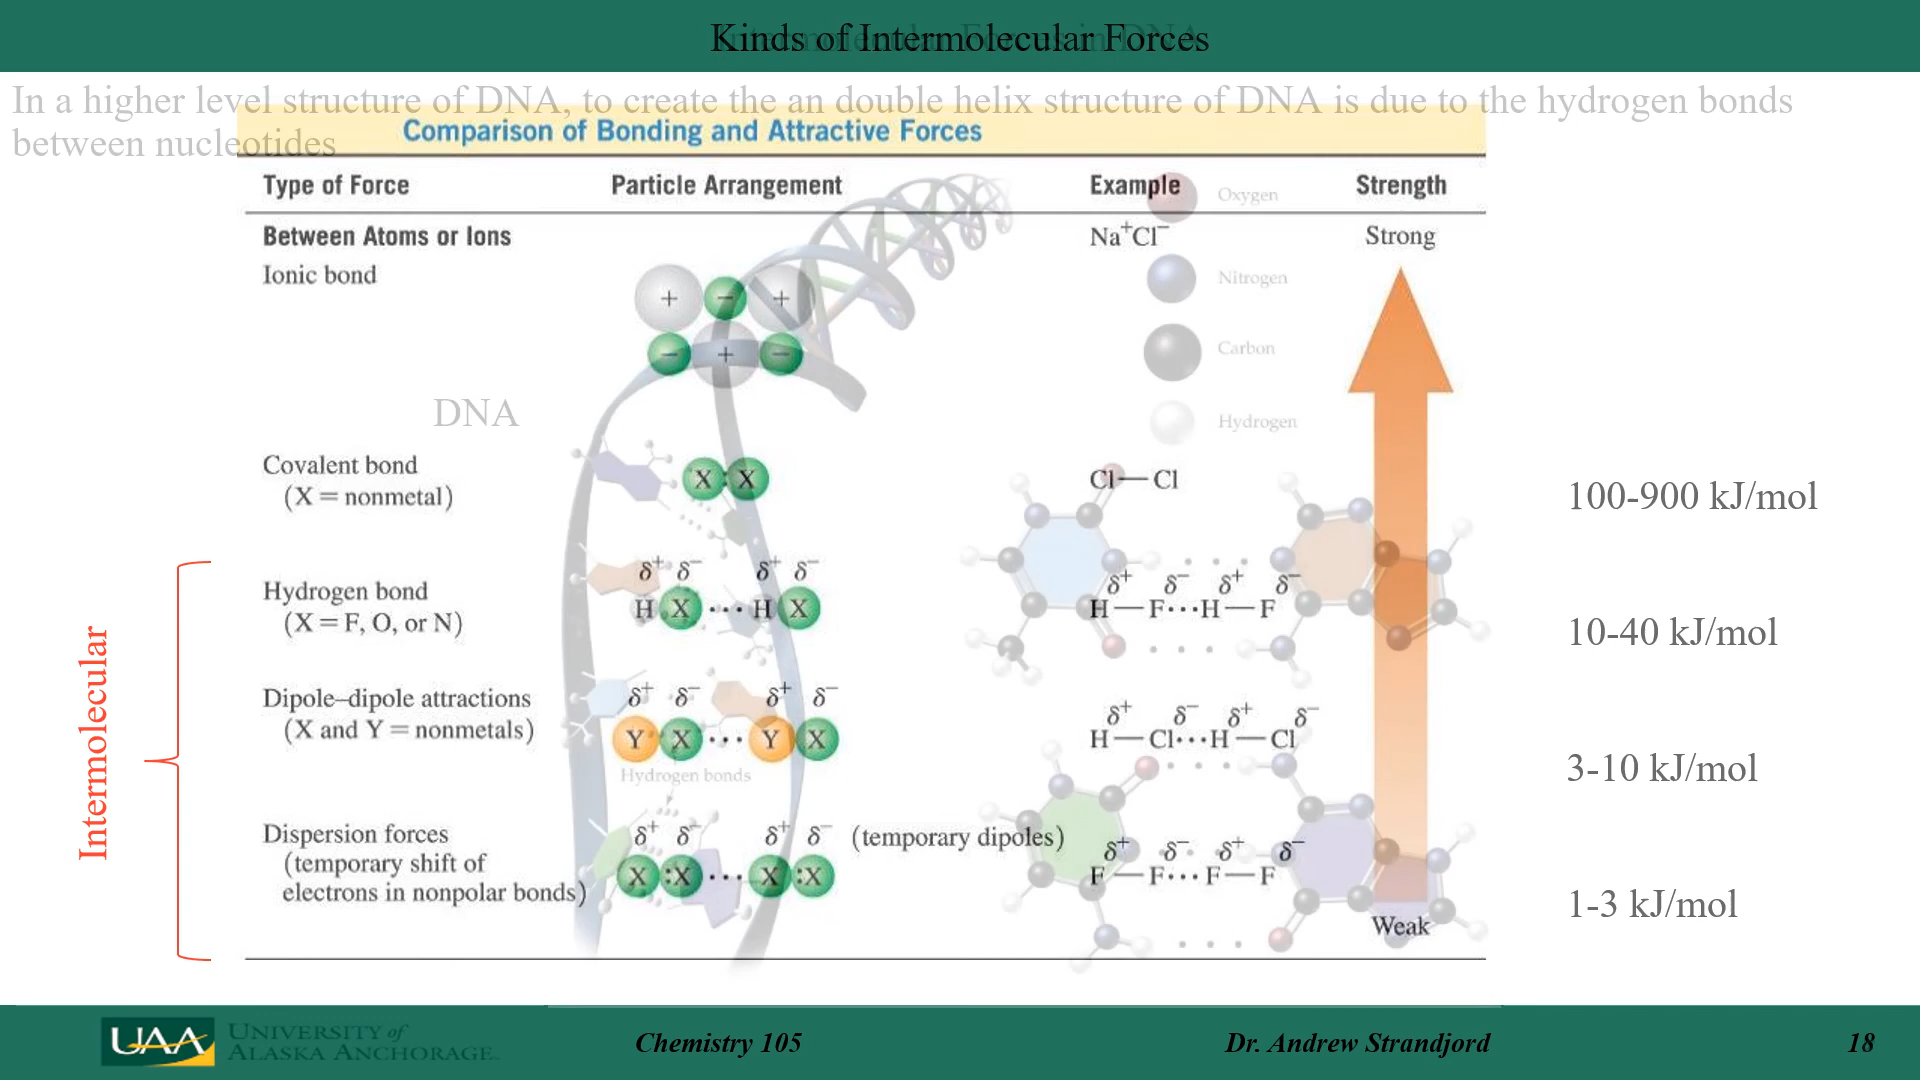 Kinds of Intermolecular Forces
Intermolecular Forces in DNA
In a higher level structure of DNA, to create the an double helix structure of DNA is due to the hydrogen bonds
between nucleotides
Comparison of Bonding and Attractive Forces
Type of Force Particle Arrangement Example Strength
Oxygen
Between Atoms or Ions Na⁺Cl⁻ Strong
Ionic bond
Nitrogen
+ − +
− + −
Carbon
DNA
Hydrogen
Covalent bond
(X = nonmetal)
X : X
Cl—Cl
100-900 kJ/mol
Hydrogen bond
(X = F, O, or N)
δ⁺ δ⁻ δ⁺ δ⁻
H X ··· H X
δ⁺ δ⁻ δ⁺ δ⁻
H—F···H—F
10-40 kJ/mol
Intermolecular
Dipole–dipole attractions
(X and Y = nonmetals)
δ⁺ δ⁻ δ⁺ δ⁻
Y X ··· Y X
δ⁺ δ⁻ δ⁺ δ⁻
H—Cl···H—Cl
3-10 kJ/mol
Hydrogen bonds
Dispersion forces
(temporary shift of
electrons in nonpolar bonds)
δ⁺ δ⁻ δ⁺ δ⁻ (temporary dipoles)
X :X ··· X :X
δ⁺ δ⁻ δ⁺ δ⁻
F—F···F—F
1-3 kJ/mol
Weak
UAA UNIVERSITY of
ALASKA ANCHORAGE
Chemistry 105 Dr. Andrew Strandjord 18